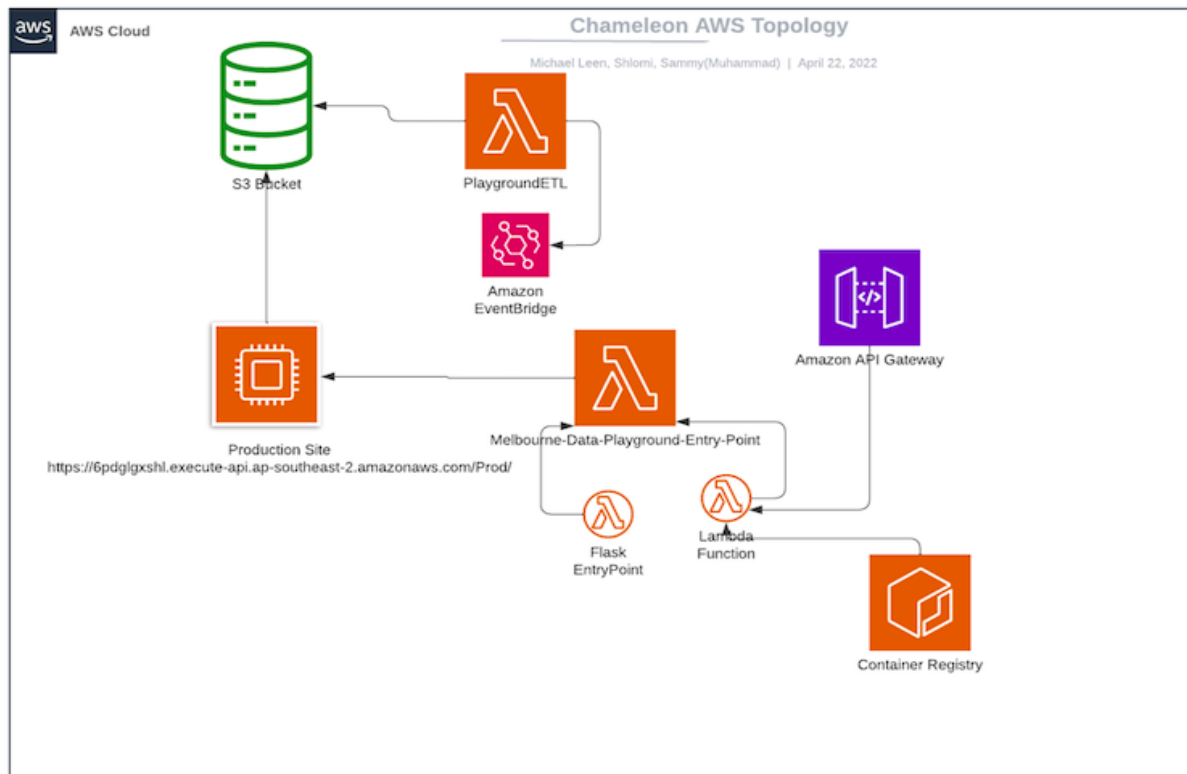 aws
AWS Cloud
Chameleon AWS Topology
Michael Leen, Shlomi, Sammy(Muhammad) | April 22, 2022
S3 Bucket
PlaygroundETL
Amazon
EventBridge
Amazon API Gateway
Melbourne-Data-Playground-Entry-Point
Production Site
https://6pdglgxshl.execute-api.ap-southeast-2.amazonaws.com/Prod/
Flask
EntryPoint
Lambda
Function
Container Registry